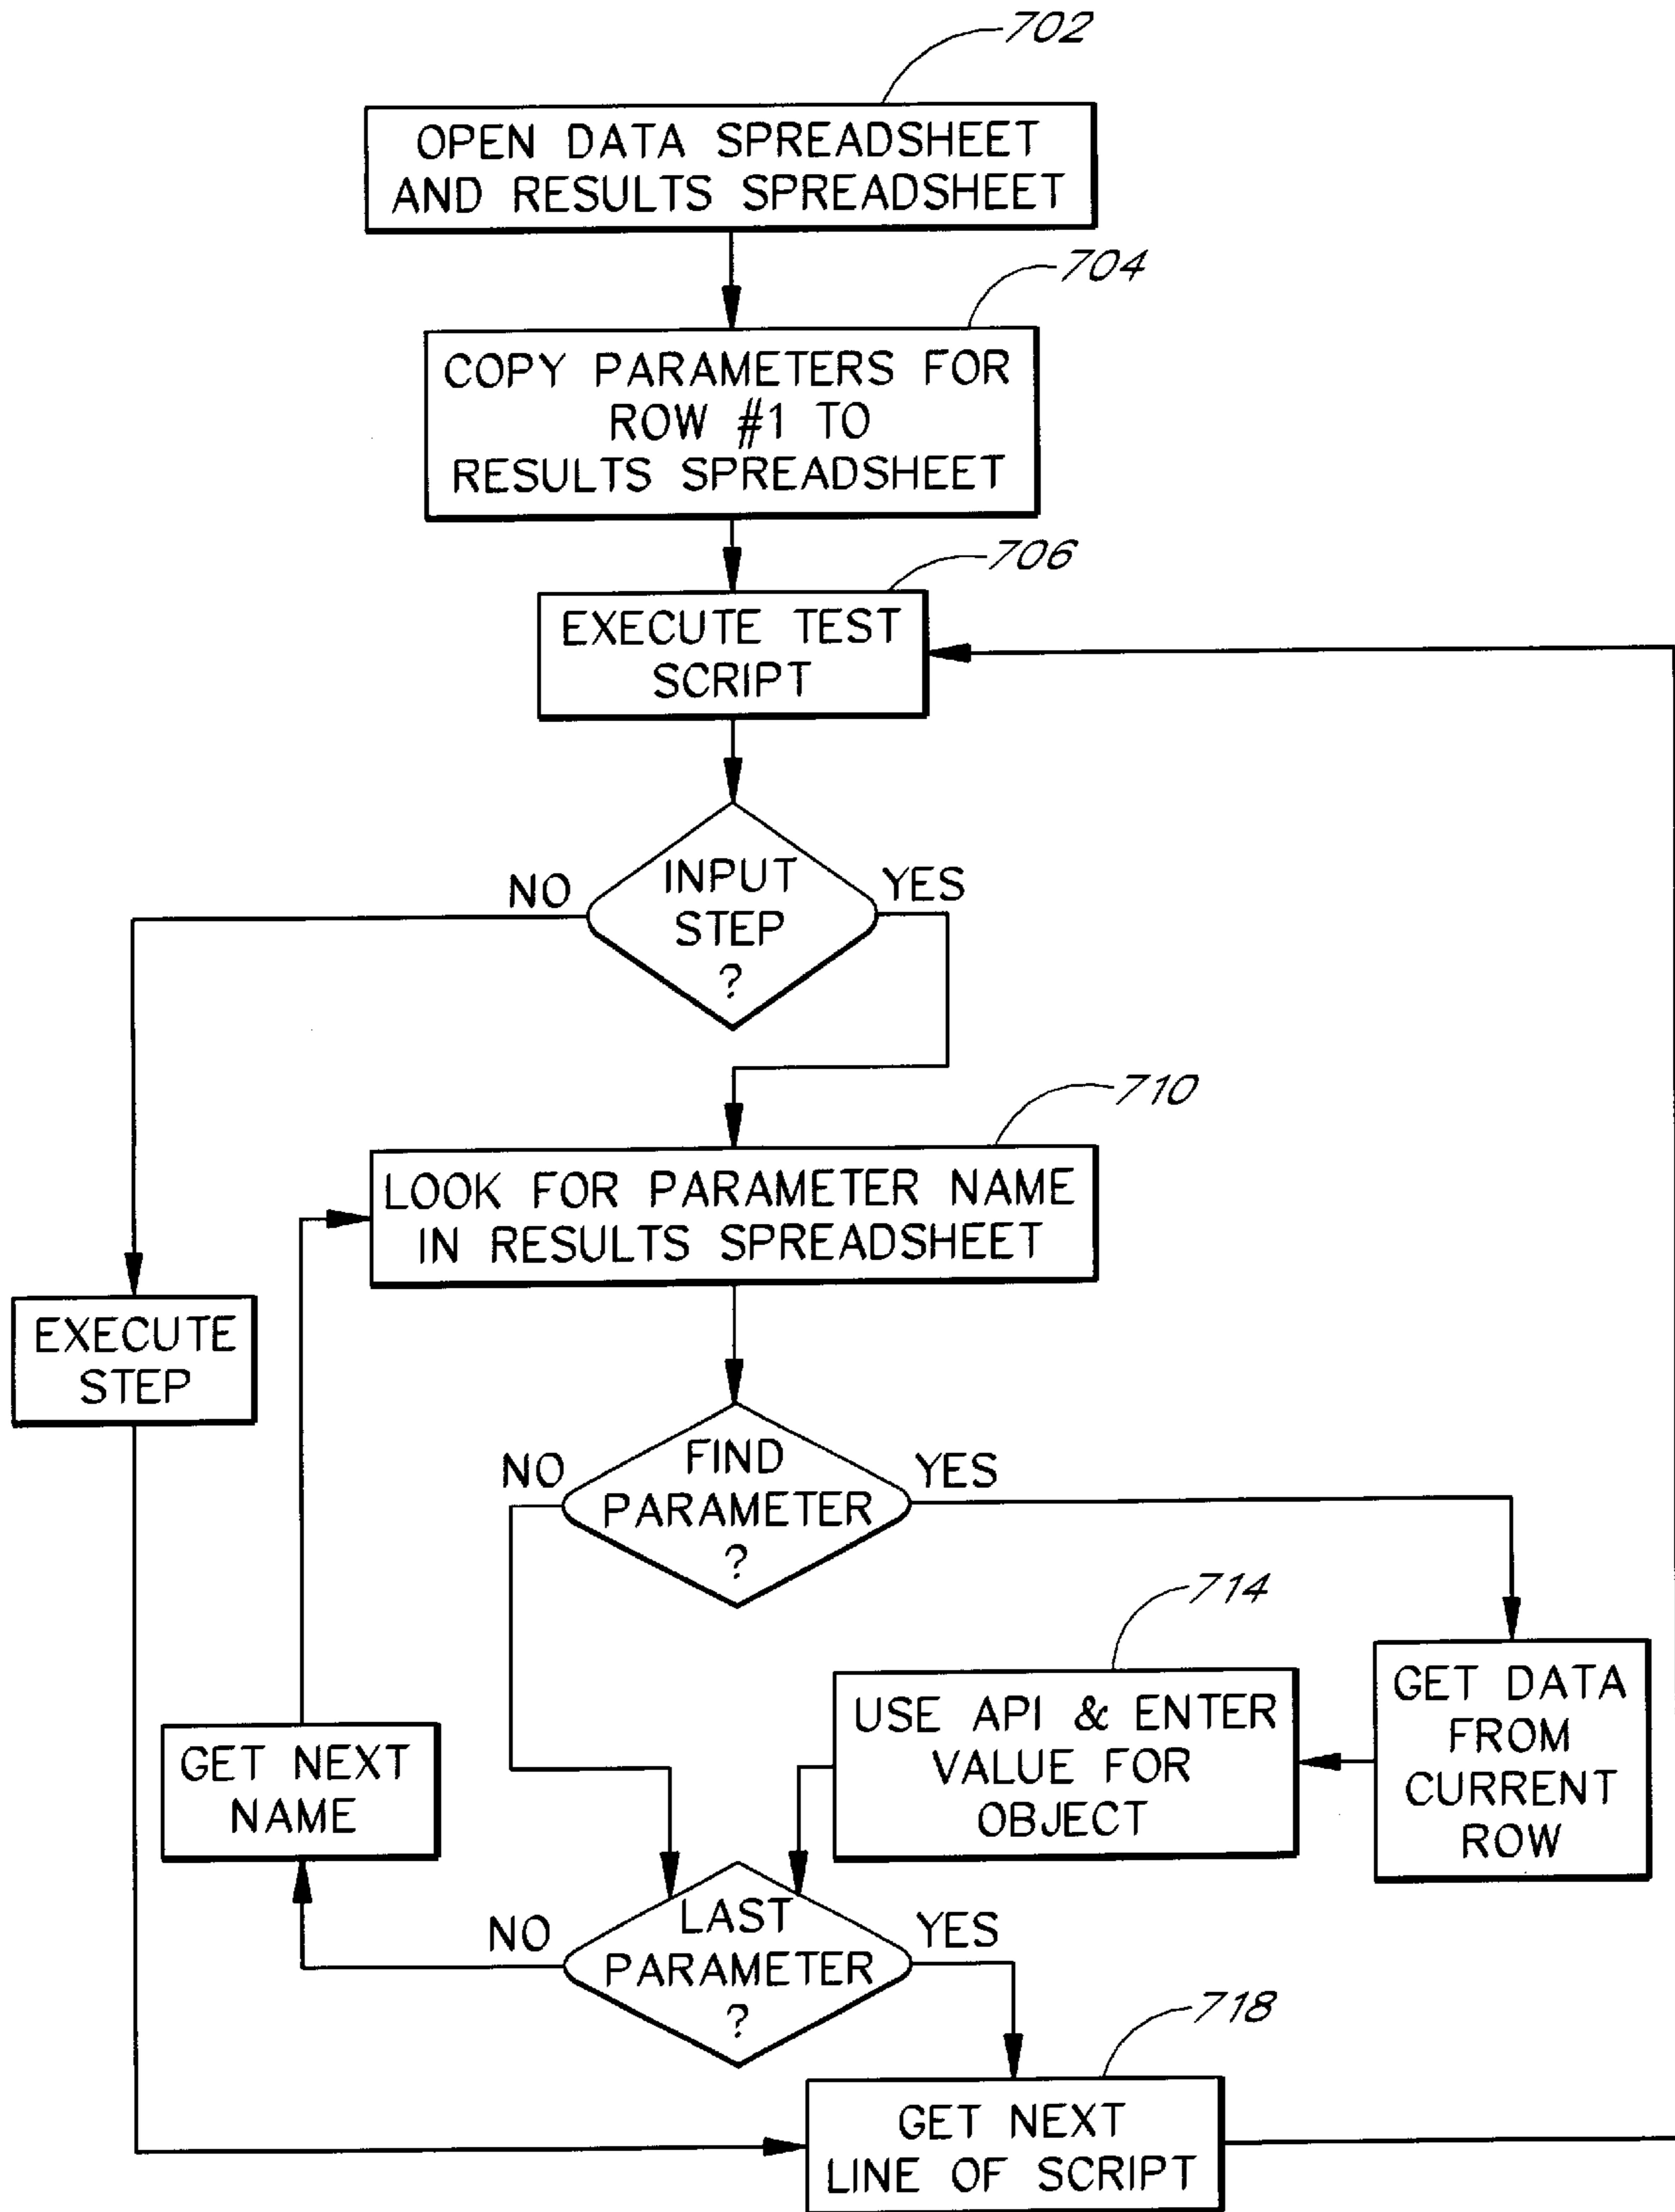 702
OPEN DATA SPREADSHEET
AND RESULTS SPREADSHEET
704
COPY PARAMETERS FOR
ROW #1 TO
RESULTS SPREADSHEET
706
EXECUTE TEST
SCRIPT
NO
INPUT
STEP
?
YES
710
LOOK FOR PARAMETER NAME
IN RESULTS SPREADSHEET
EXECUTE
STEP
NO
FIND
PARAMETER
?
YES
714
USE API & ENTER
VALUE FOR
OBJECT
GET DATA
FROM
CURRENT
ROW
GET NEXT
NAME
NO
LAST
PARAMETER
?
YES
718
GET NEXT
LINE OF SCRIPT